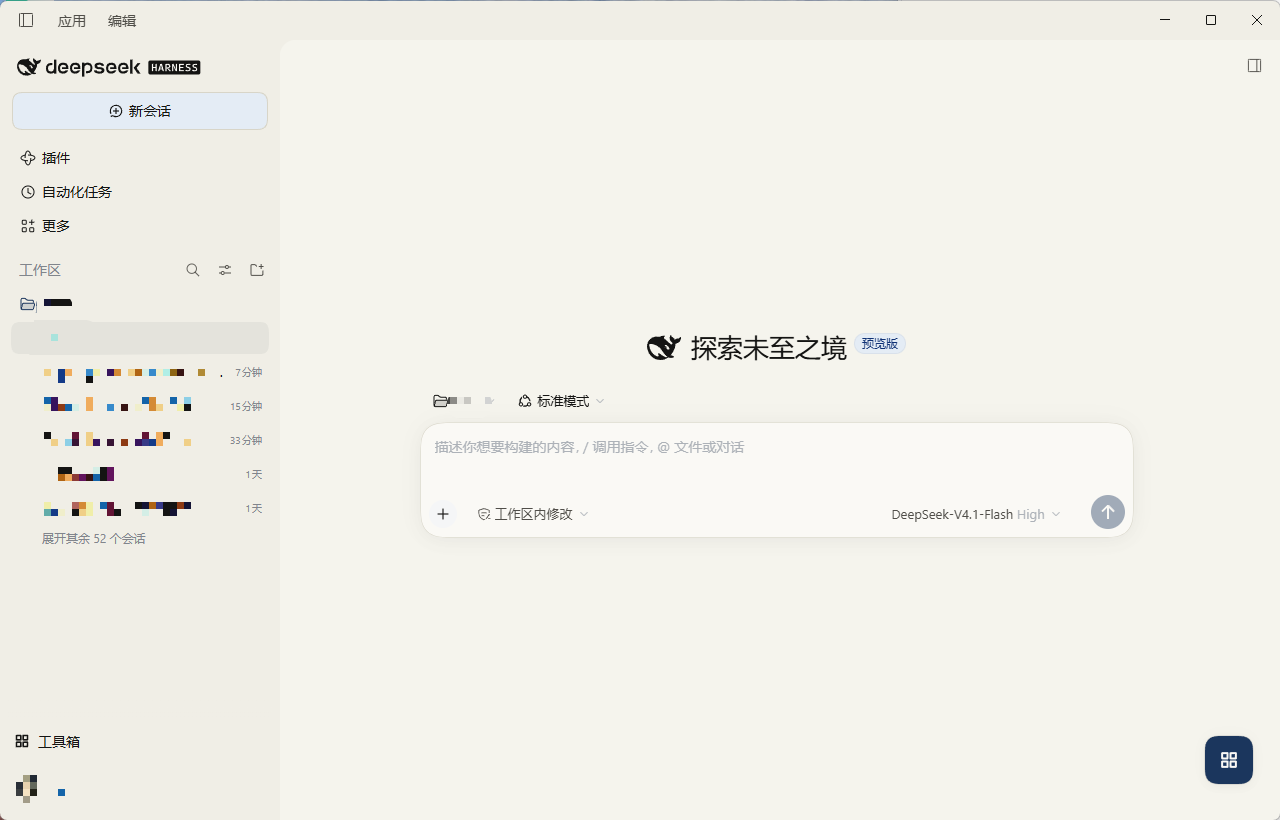 应用 编辑
deepseek HARNESS
新会话
插件
自动化任务
更多
工作区
7分钟
15分钟
33分钟
1天
1天
展开其余 52 个会话
工具箱
探索未至之境 预览版
标准模式
描述你想要构建的内容, / 调用指令, @ 文件或对话
工作区内修改 DeepSeek-V4.1-Flash High